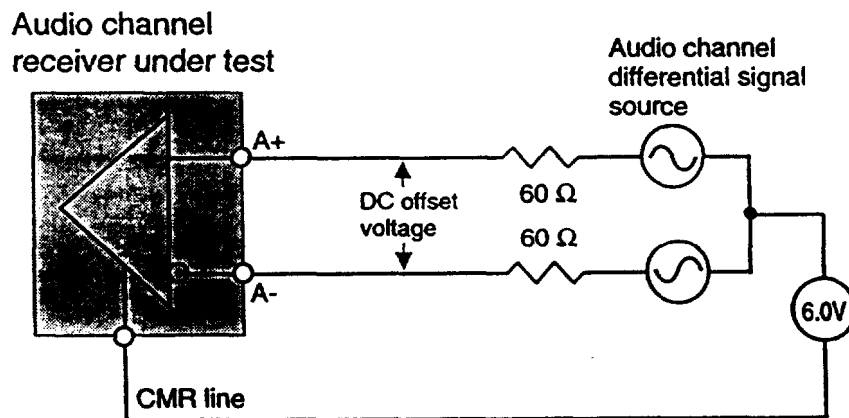 Audio channel
receiver under test
Audio channel
differential signal
source
A+
60 Ω
DC offset
voltage
60 Ω
A-
6.0V
CMR line